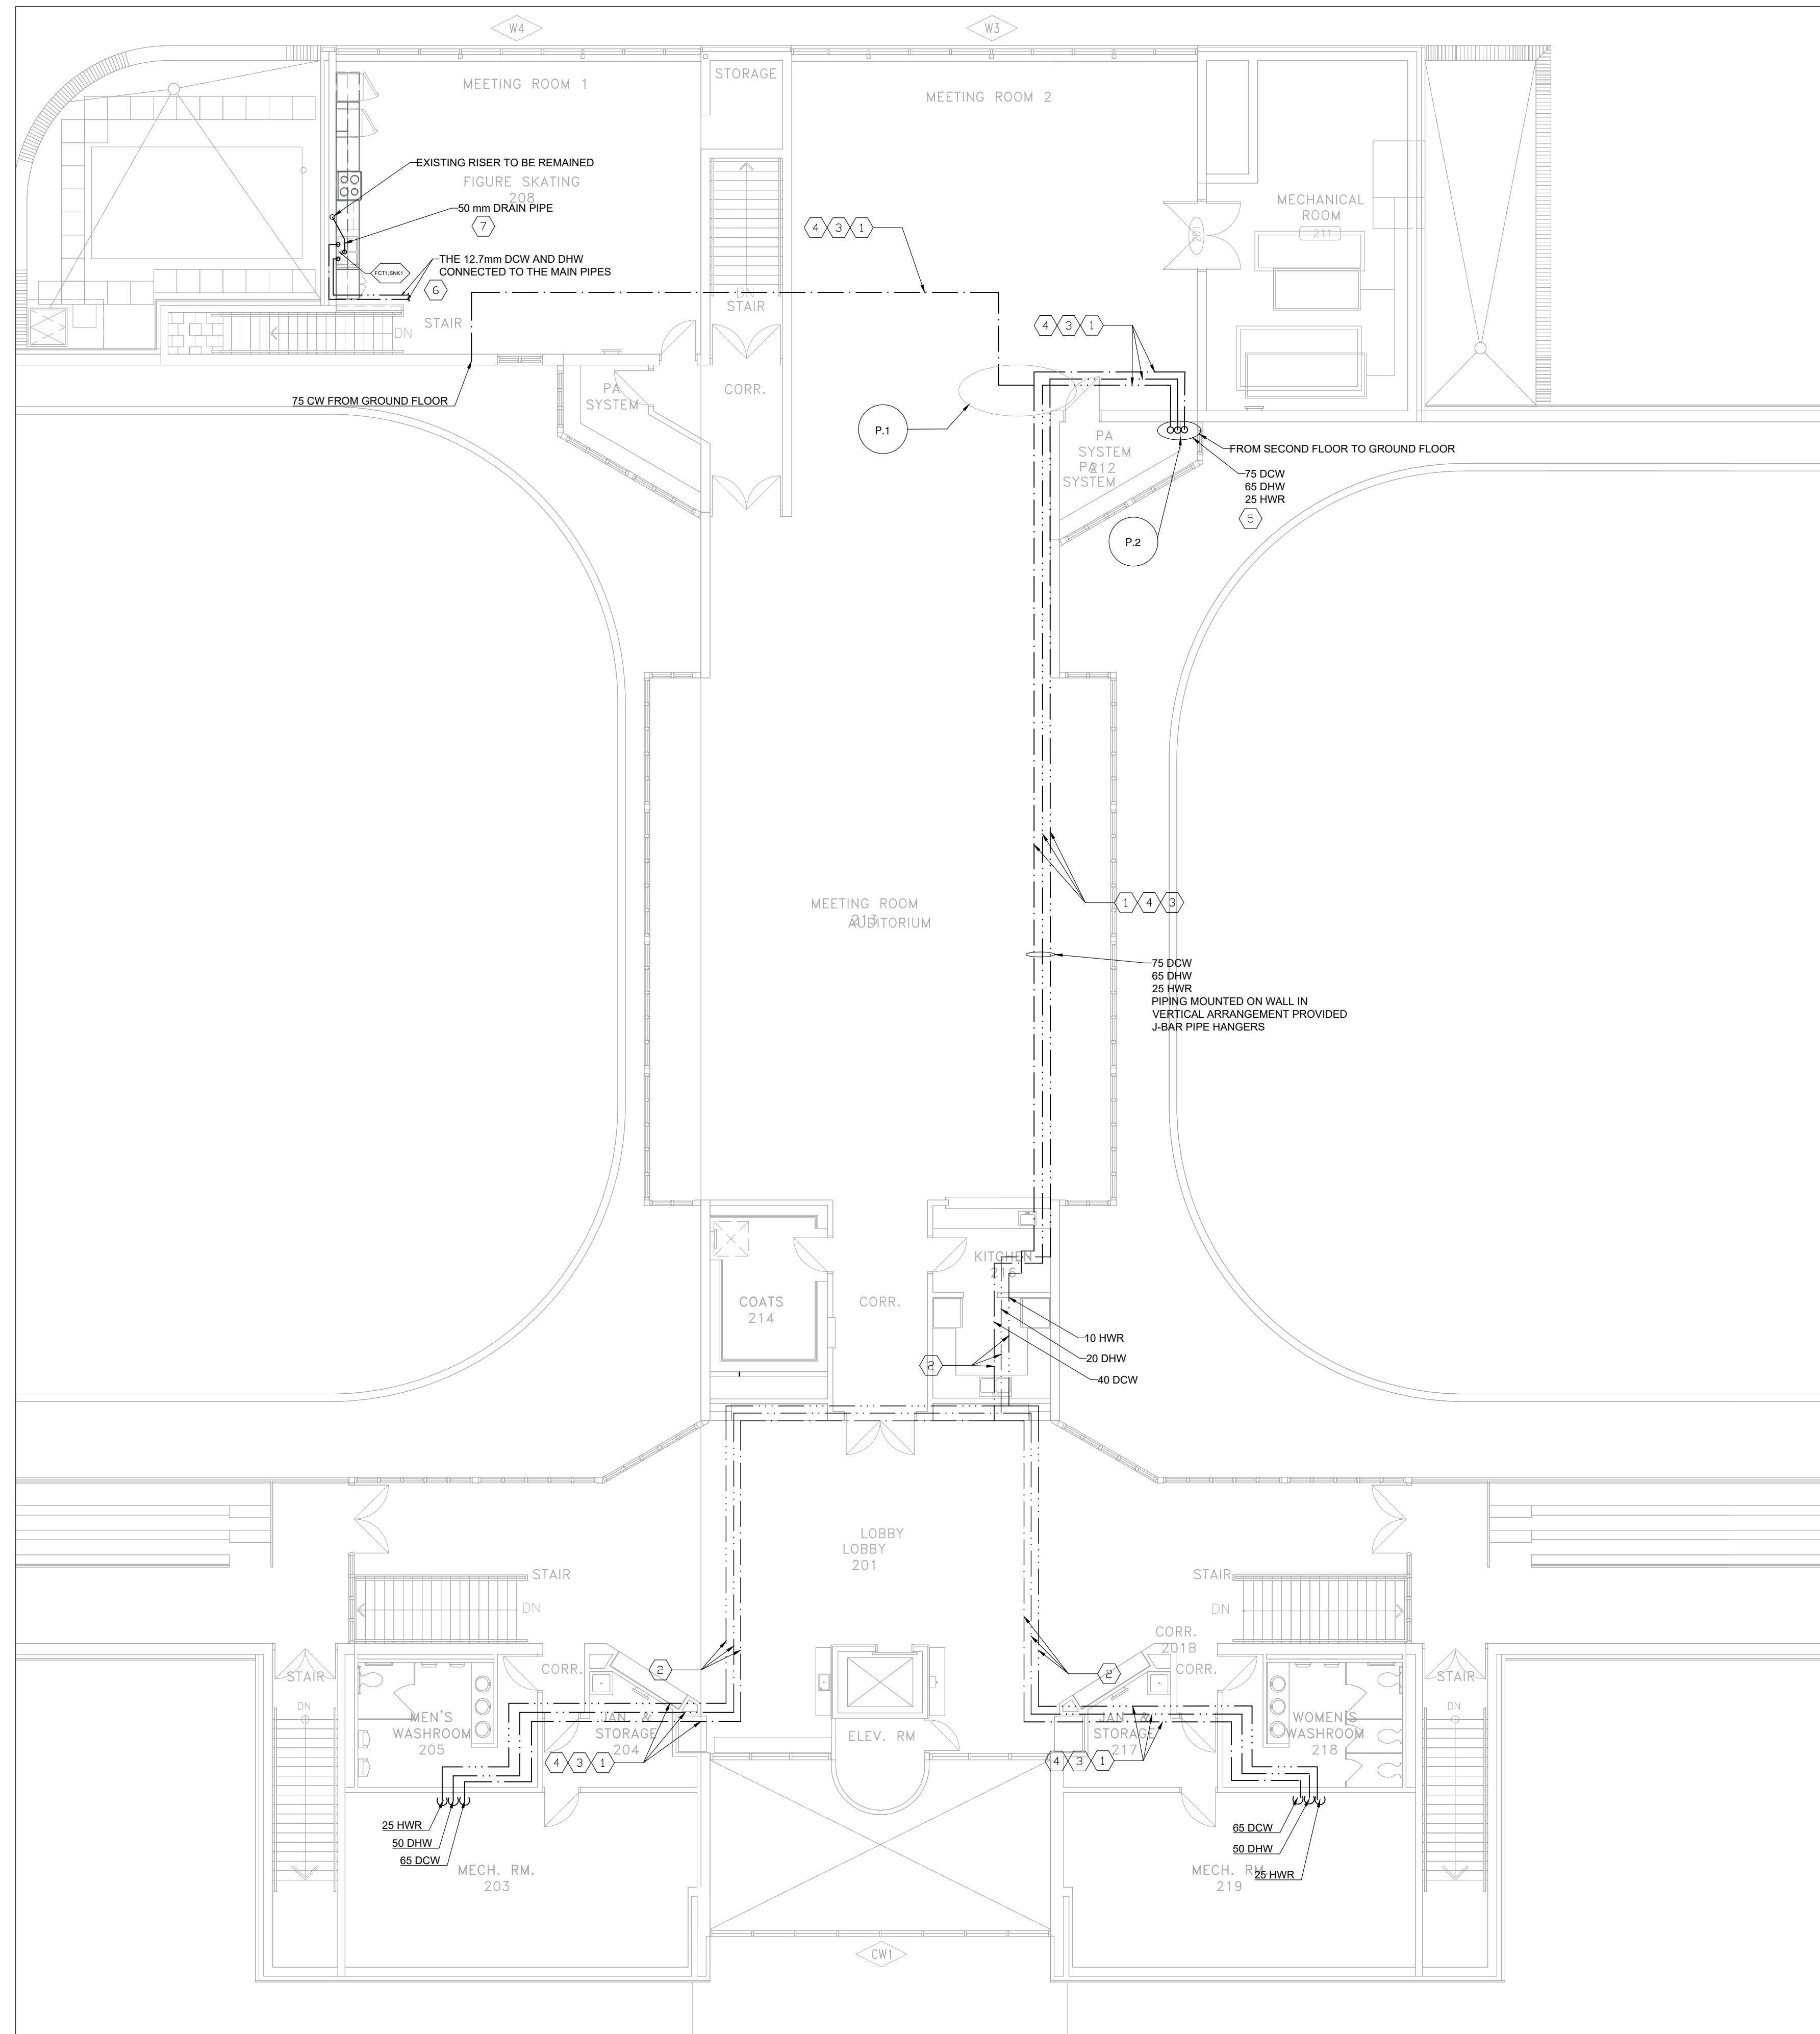 W4
W3
MEETING ROOM 1
STORAGE
MEETING ROOM 2
EXISTING RISER TO BE REMAINED
FIGURE SKATING
208
50 mm DRAIN PIPE
7
MECHANICAL
ROOM
211
201
4 3 1
THE 12.7mm DCW AND DHW
CONNECTED TO THE MAIN PIPES
FCT1,SNK1
6
DN
STAIR
STAIR
DN
4 3 1
75 CW FROM GROUND FLOOR
PA
SYSTEM
CORR.
P.1
PA
SYSTEM
212
PA
SYSTEM
FROM SECOND FLOOR TO GROUND FLOOR
75 DCW
65 DHW
25 HWR
5
P.2
MEETING ROOM
213
AUDITORIUM
1 4 3
75 DCW
65 DHW
25 HWR
PIPING MOUNTED ON WALL IN
VERTICAL ARRANGEMENT PROVIDED
J-BAR PIPE HANGERS
KITCHEN
216
COATS
214
CORR.
10 HWR
20 DHW
40 DCW
2
LOBBY
LOBBY
201
STAIR
DN
STAIR
DN
CORR.
201B
CORR.
CORR.
2
2
STAIR
DN
STAIR
DN
MEN'S
WASHROOM
205
JAN. &
STORAGE
204
ELEV. RM
JAN. &
STORAGE
217
WOMEN'S
WASHROOM
218
4 3 1
4 3 1
25 HWR
50 DHW
65 DCW
65 DCW
50 DHW
25 HWR
MECH. RM.
203
MECH. RM.
219
CW1